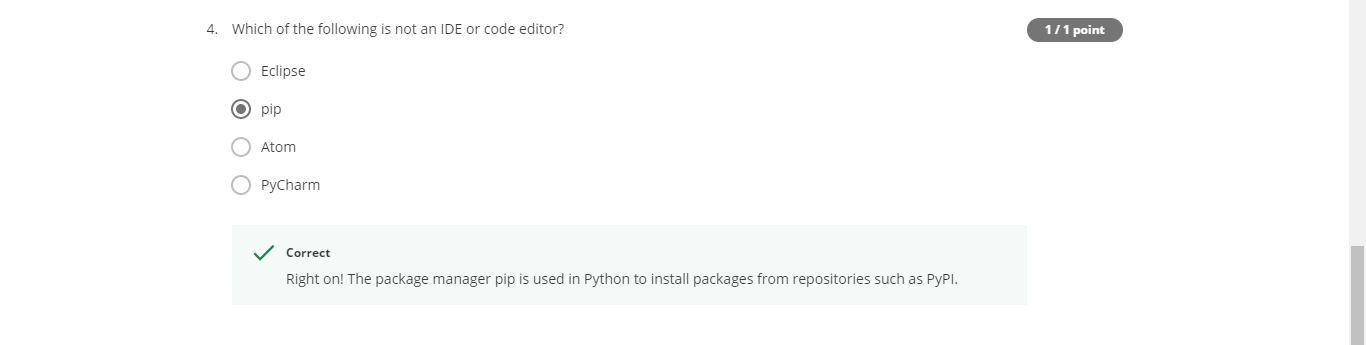 4. Which of the following is not an IDE or code editor?
1 / 1 point
Eclipse
pip
Atom
PyCharm
Correct
Right on! The package manager pip is used in Python to install packages from repositories such as PyPI.